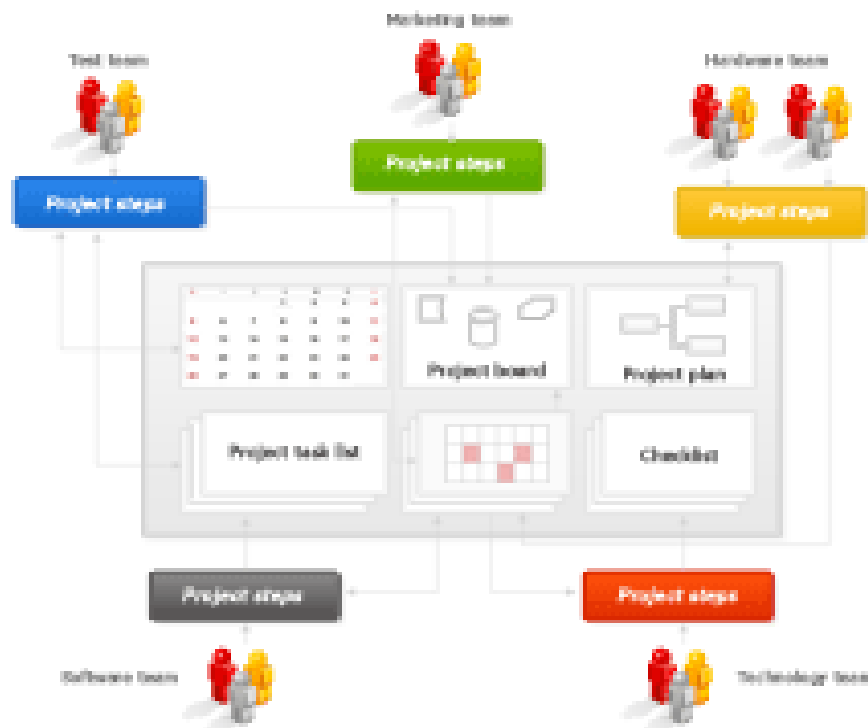 Marketing team
Test team
Hardware team
Project steps
Project steps
Project steps
Project board
Project plan
Project task list
Checklist
Project steps
Project steps
Software team
Technology team